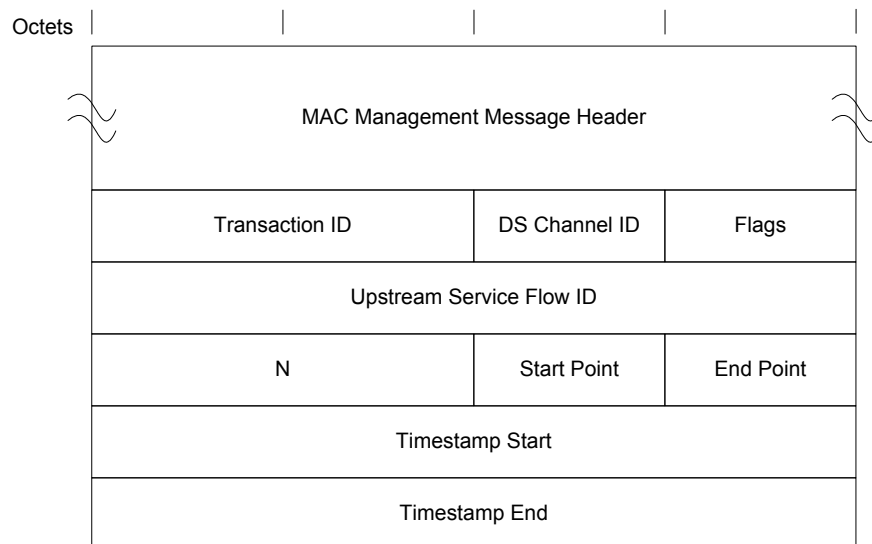 Octets
MAC Management Message Header
Transaction ID
DS Channel ID
Flags
Upstream Service Flow ID
N
Start Point
End Point
Timestamp Start
Timestamp End